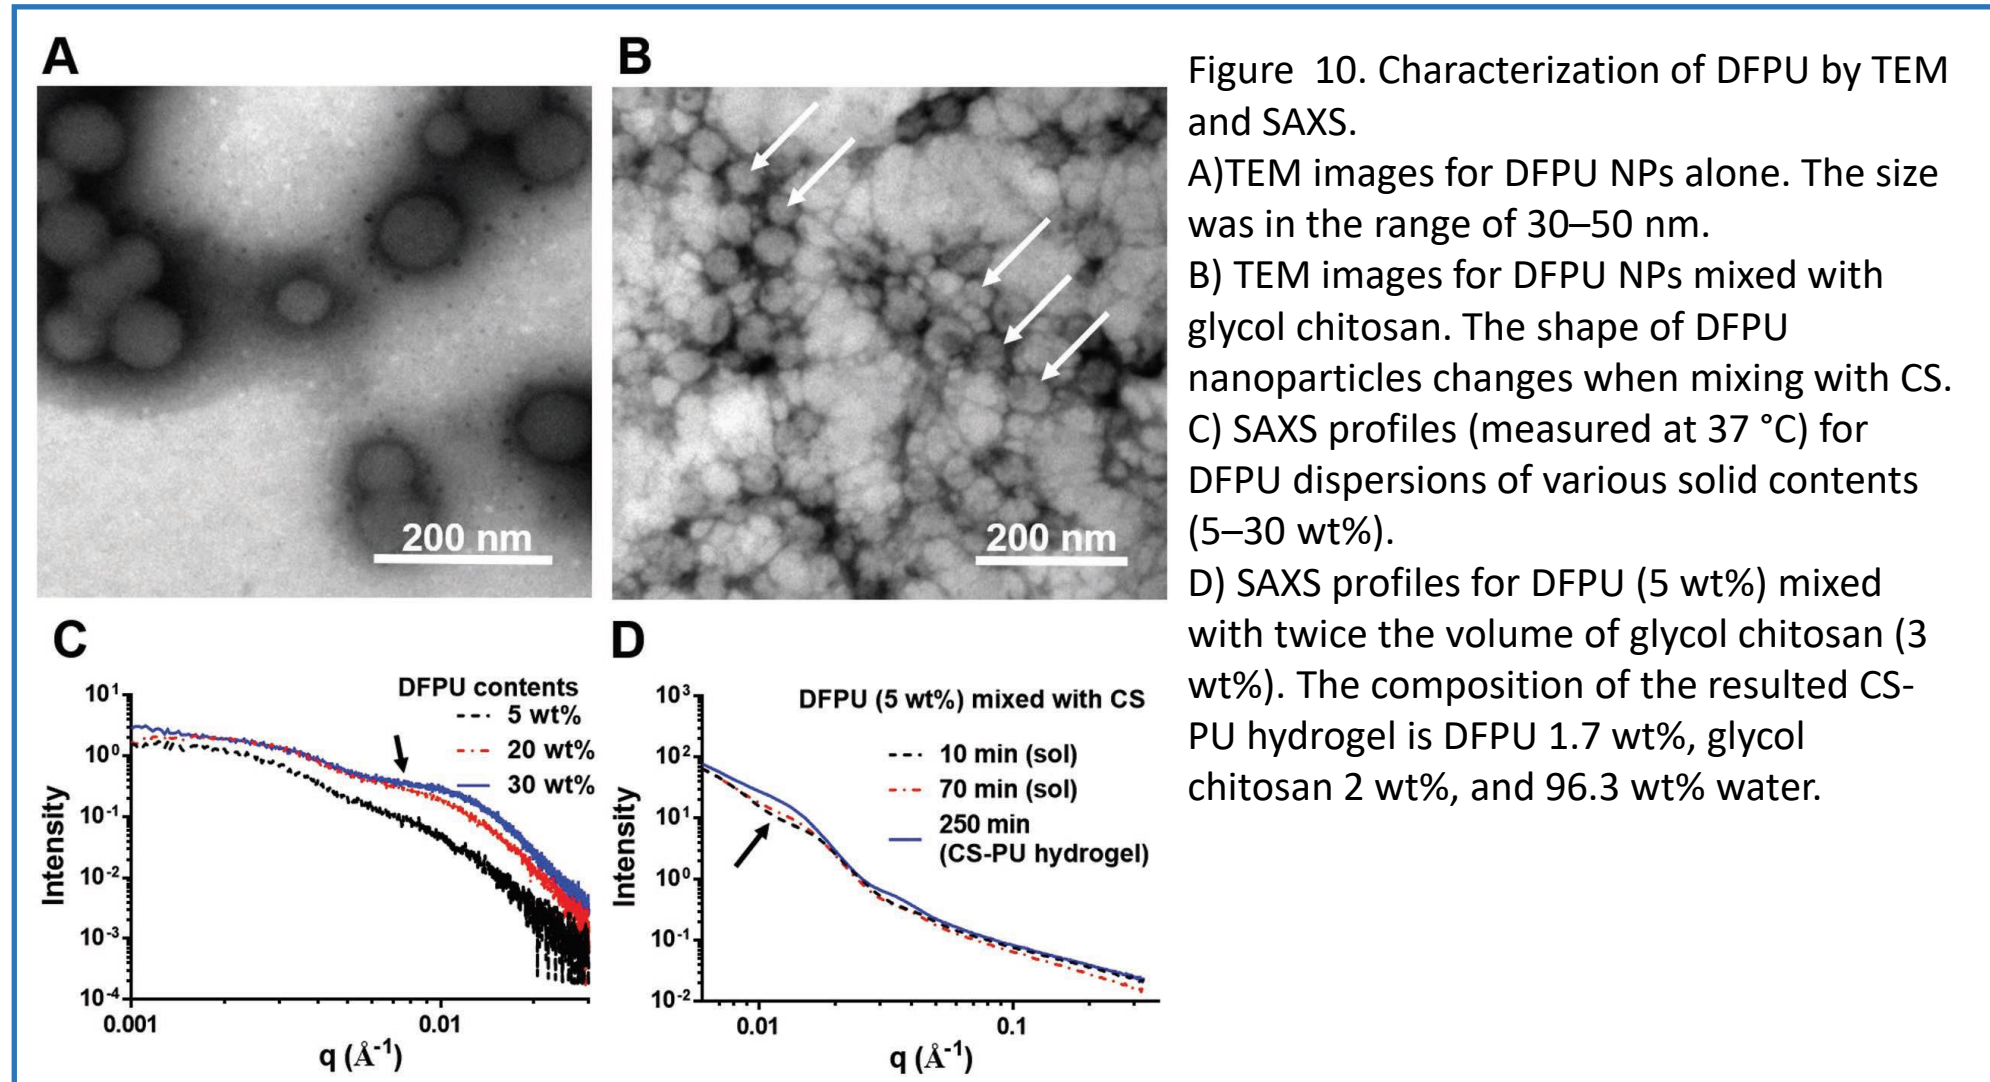 A
200 nm
B
200 nm
Figure 10. Characterization of DFPU by TEM
and SAXS.
A)TEM images for DFPU NPs alone. The size
was in the range of 30–50 nm.
B) TEM images for DFPU NPs mixed with
glycol chitosan. The shape of DFPU
nanoparticles changes when mixing with CS.
C) SAXS profiles (measured at 37 °C) for
DFPU dispersions of various solid contents
(5–30 wt%).
D) SAXS profiles for DFPU (5 wt%) mixed
with twice the volume of glycol chitosan (3
wt%). The composition of the resulted CS-
PU hydrogel is DFPU 1.7 wt%, glycol
chitosan 2 wt%, and 96.3 wt% water.
C
DFPU contents
5 wt%
20 wt%
30 wt%
Intensity
10¹
10⁰
10⁻¹
10⁻²
10⁻³
10⁻⁴
0.001 0.01
q (Å⁻¹)
D
DFPU (5 wt%) mixed with CS
10 min (sol)
70 min (sol)
250 min
(CS-PU hydrogel)
Intensity
10³
10²
10¹
10⁰
10⁻¹
10⁻²
0.01 0.1
q (Å⁻¹)